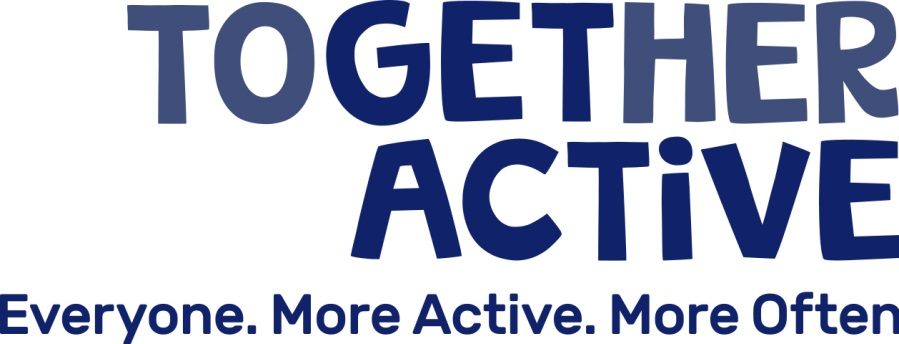 TOGETHER
ACTiVE
Everyone. More Active. More Often